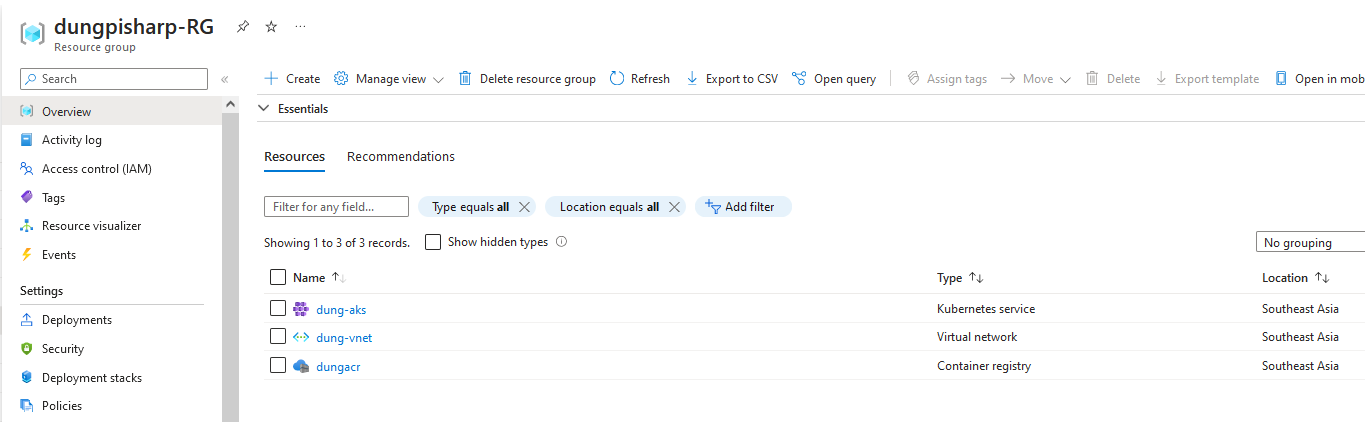 dungpisharp-RG
Resource group
Search
Create Manage view Delete resource group Refresh Export to CSV Open query Assign tags Move Delete Export template Open in mob
Essentials
Overview
Activity log
Access control (IAM)
Tags
Resource visualizer
Events
Settings
Deployments
Security
Deployment stacks
Policies
Resources Recommendations
Filter for any field... Type equals all Location equals all Add filter
Showing 1 to 3 of 3 records. Show hidden types
No grouping
Name Type Location
dung-aks Kubernetes service Southeast Asia
dung-vnet Virtual network Southeast Asia
dungacr Container registry Southeast Asia